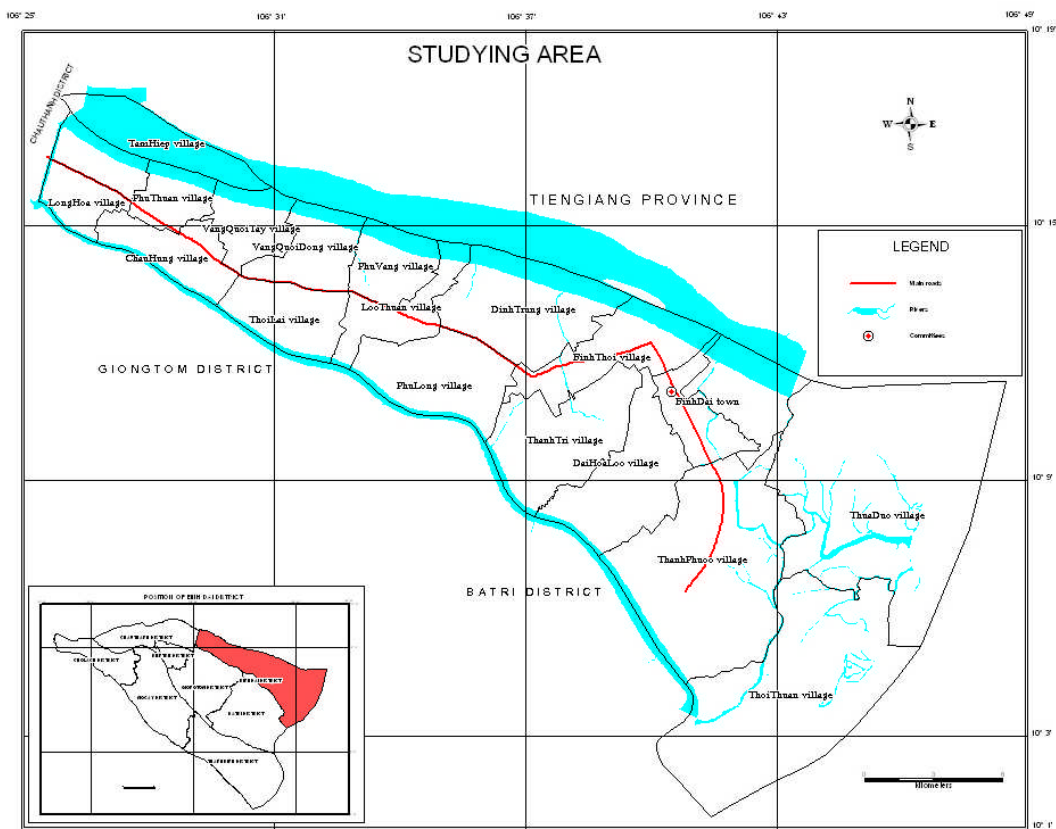 106° 25'
106° 31'
106° 37'
106° 43'
106° 49'
10° 19'
STUDYING AREA
CHAUTHANH DISTRICT
N
W
E
S
TamHiep village
TIENGIANG PROVINCE
LongHoa village
PhuThuan village
10° 15'
VangQuoiTay village
VangQuoiDong village
LEGEND
ChauHung village
PhuVang village
Main roads
LocThuan village
DinhTrung village
Rivers
ThoiLai village
Committees
BinhThoi village
GIONGTOM DISTRICT
PhuLong village
BinhDai town
ThanhTri village
DaiHoaLoc village
10° 9'
ThuaDuc village
ThanhPhuoc village
BATRI DISTRICT
POSITION OF BINH DAI DISTRICT
BATRI DISTRICT
ThoiThuan village
10° 3'
kilometers
10° 1'